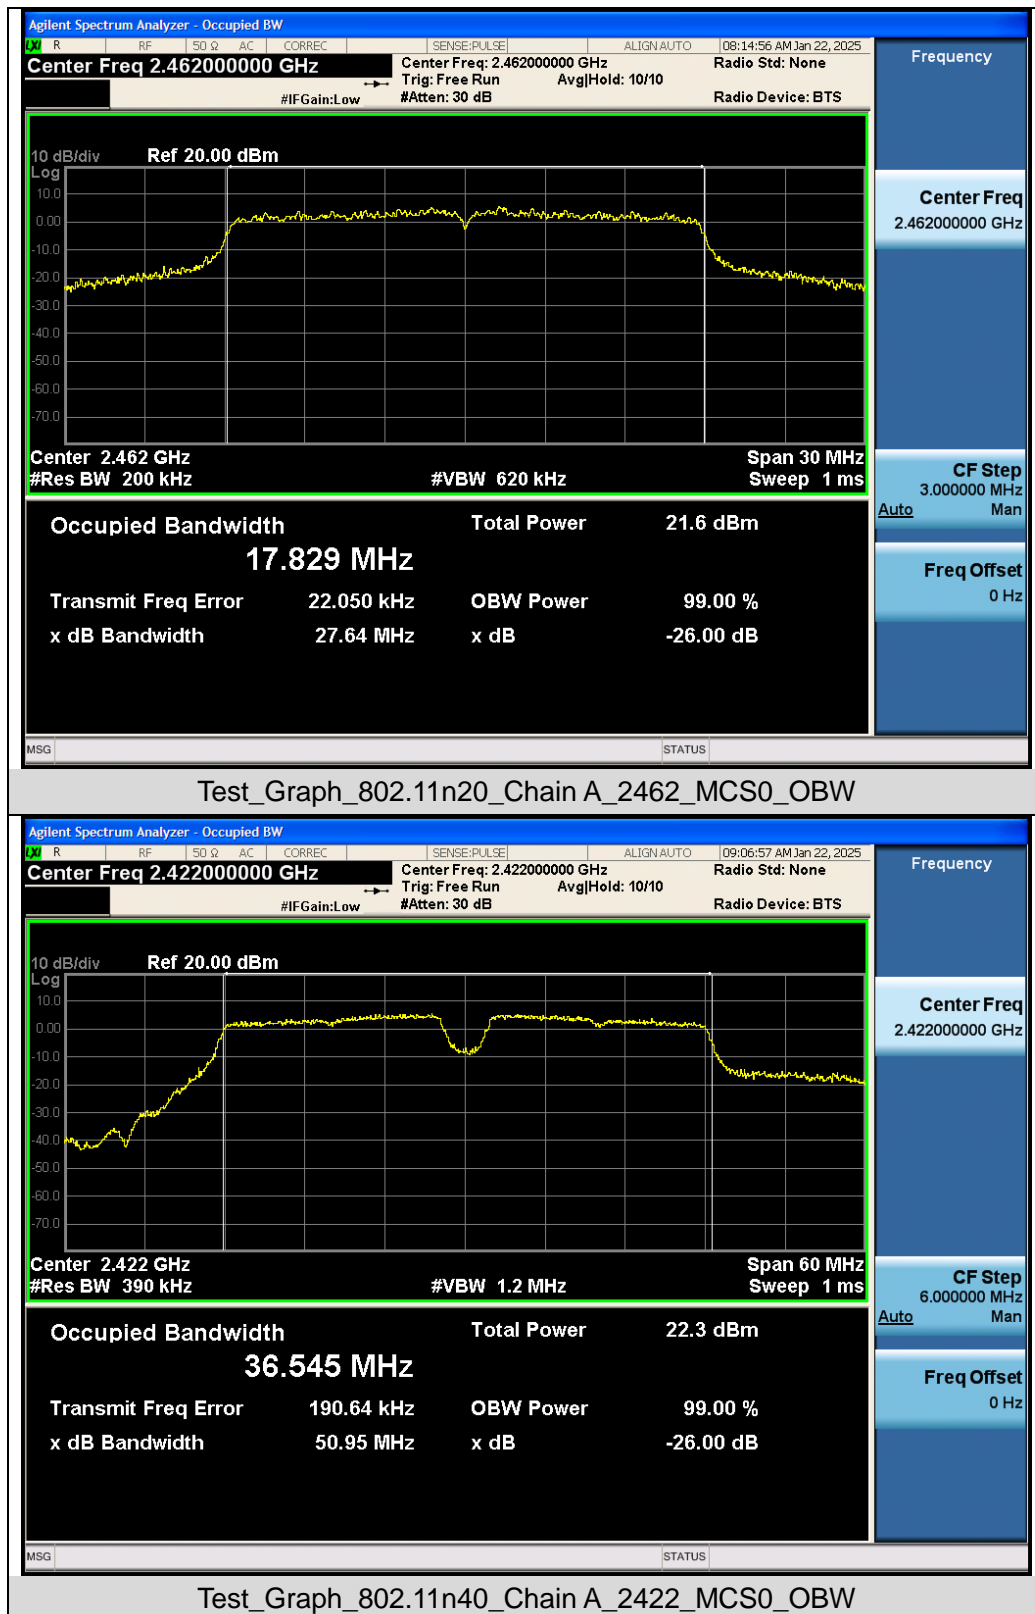 Agilent Spectrum Analyzer - Occupied BW
LXI R RF 50 Ω AC CORREC SENSE:PULSE ALIGN AUTO 08:14:56 AM Jan 22, 2025
Center Freq 2.462000000 GHz Center Freq: 2.462000000 GHz Radio Std: None Frequency
Trig: Free Run Avg|Hold: 10/10
#IFGain:Low #Atten: 30 dB Radio Device: BTS
10 dB/div Ref 20.00 dBm
Log
10.0
0.00
-10.0
-20.0
-30.0
-40.0
-50.0
-60.0
-70.0
Center Freq
2.462000000 GHz
Center 2.462 GHz Span 30 MHz
#Res BW 200 kHz #VBW 620 kHz Sweep 1 ms
CF Step
3.000000 MHz
Auto Man
Occupied Bandwidth Total Power 21.6 dBm
17.829 MHz
Freq Offset
0 Hz
Transmit Freq Error 22.050 kHz OBW Power 99.00 %
x dB Bandwidth 27.64 MHz x dB -26.00 dB
MSG STATUS
Test_Graph_802.11n20_Chain A_2462_MCS0_OBW
Agilent Spectrum Analyzer - Occupied BW
LXI R RF 50 Ω AC CORREC SENSE:PULSE ALIGN AUTO 09:06:57 AM Jan 22, 2025
Center Freq 2.422000000 GHz Center Freq: 2.422000000 GHz Radio Std: None Frequency
Trig: Free Run Avg|Hold: 10/10
#IFGain:Low #Atten: 30 dB Radio Device: BTS
10 dB/div Ref 20.00 dBm
Log
10.0
0.00
-10.0
-20.0
-30.0
-40.0
-50.0
-60.0
-70.0
Center Freq
2.422000000 GHz
Center 2.422 GHz Span 60 MHz
#Res BW 390 kHz #VBW 1.2 MHz Sweep 1 ms
CF Step
6.000000 MHz
Auto Man
Occupied Bandwidth Total Power 22.3 dBm
36.545 MHz
Freq Offset
0 Hz
Transmit Freq Error 190.64 kHz OBW Power 99.00 %
x dB Bandwidth 50.95 MHz x dB -26.00 dB
MSG STATUS
Test_Graph_802.11n40_Chain A_2422_MCS0_OBW